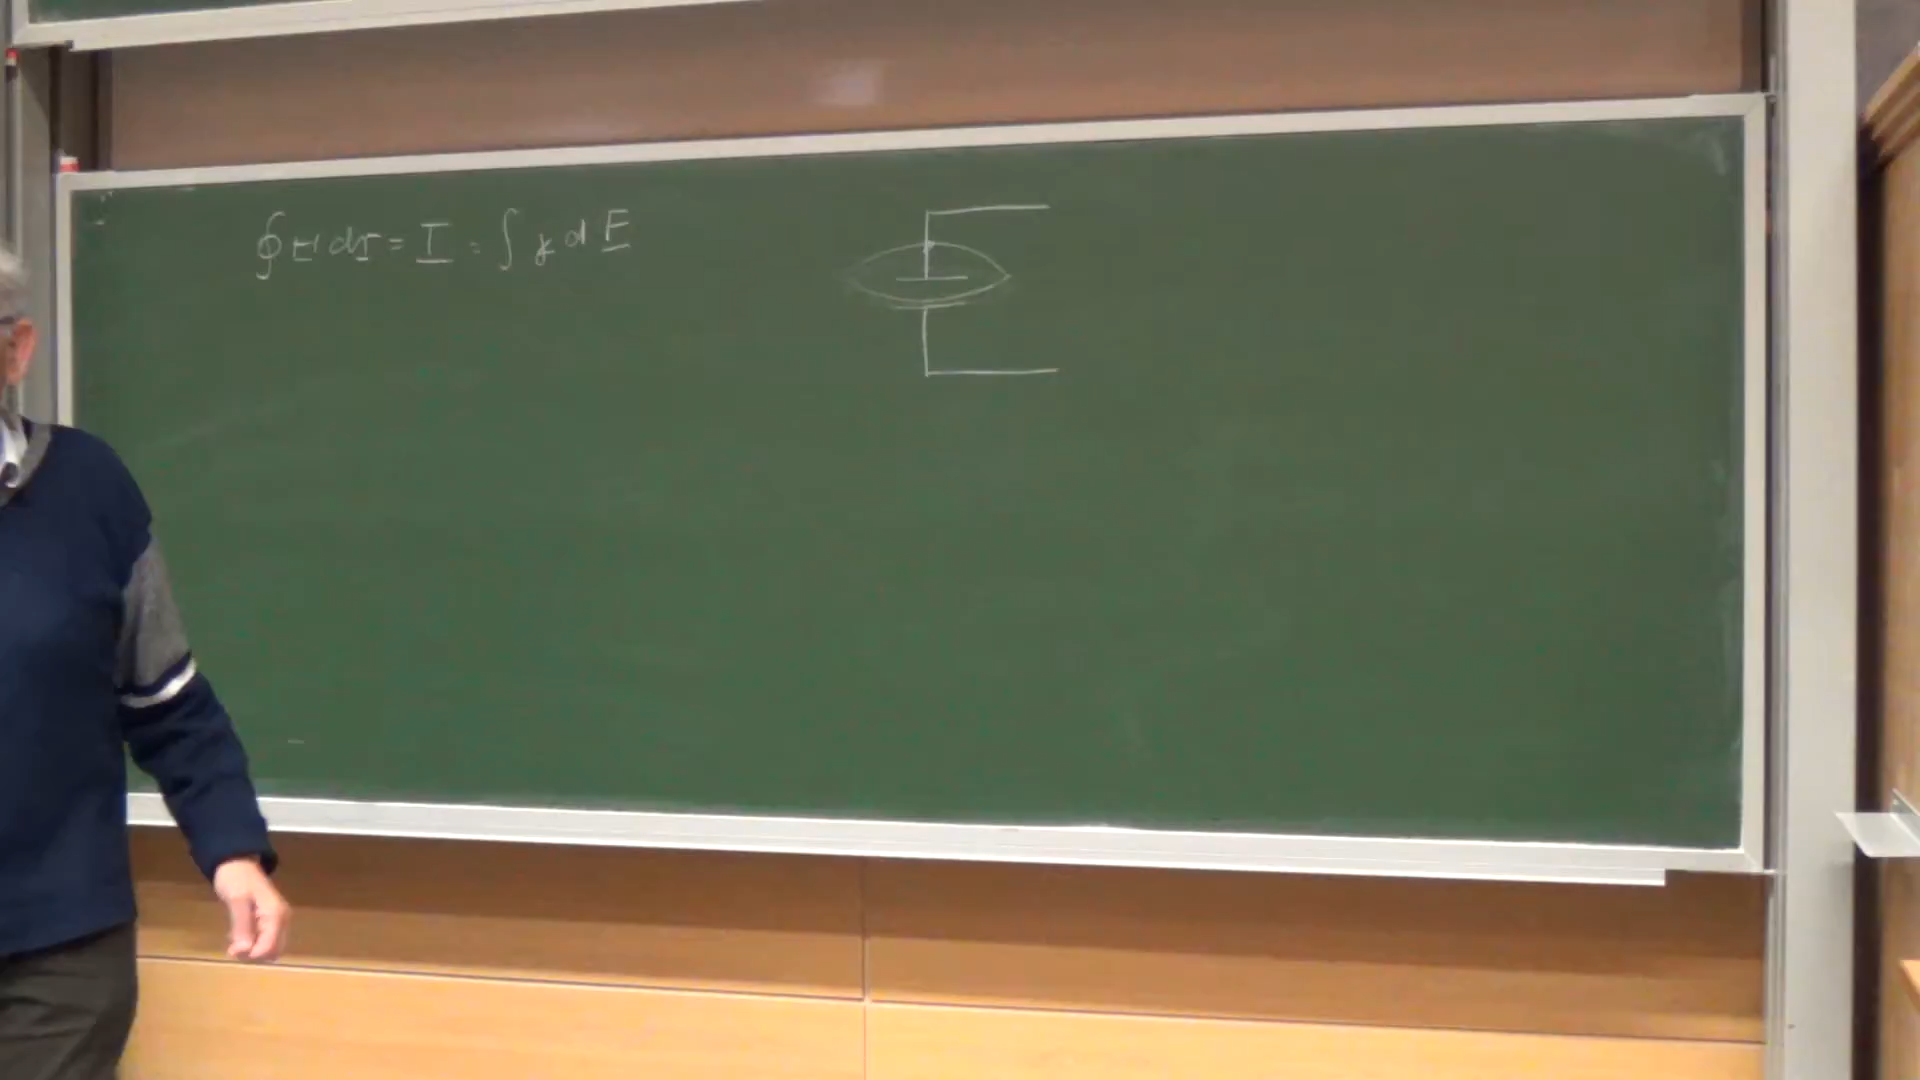 ∮ H dr = I = ∫ j d F